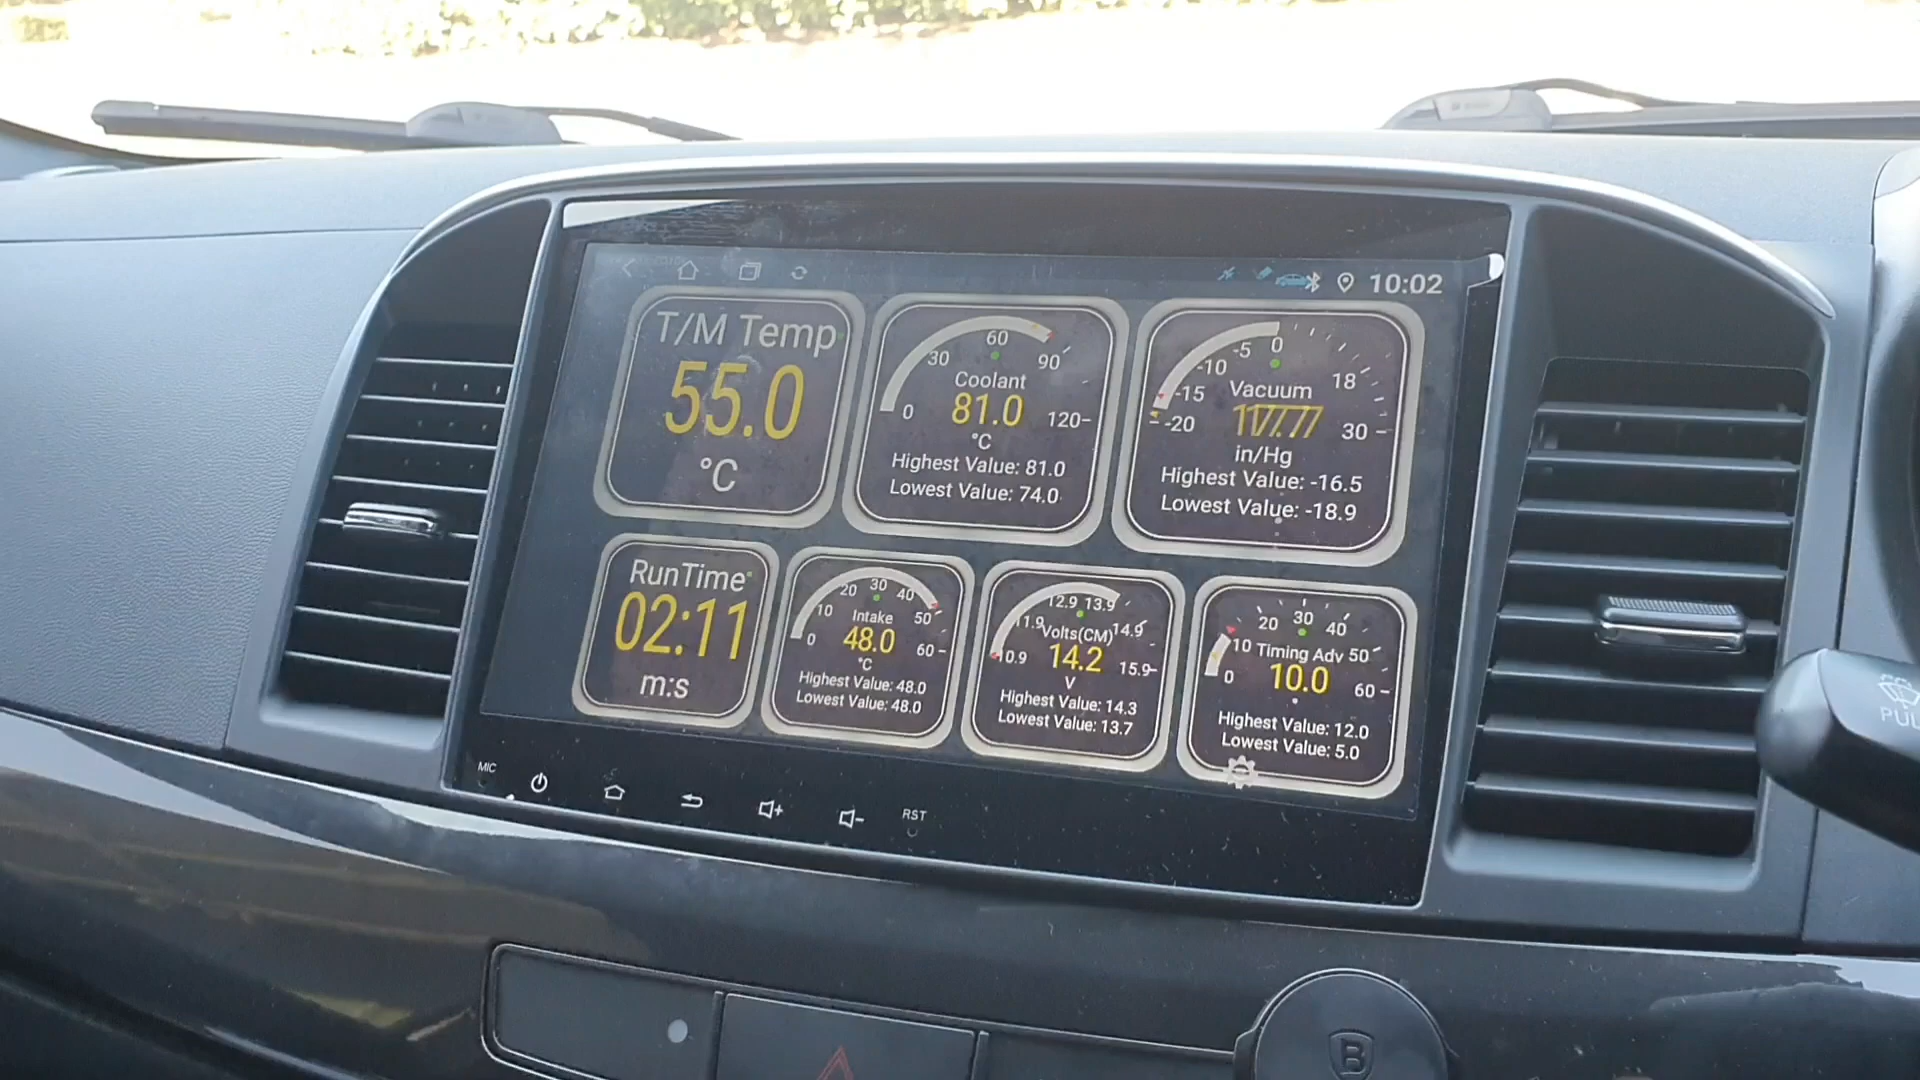 10:02
T/M Temp
55.0
°C
60
30
90
Coolant
0
81.0
120
°C
Highest Value: 81.0
Lowest Value: 74.0
0
-5
-10
18
-15
Vacuum
-20
30
in/Hg
Highest Value: -16.5
Lowest Value: -18.9
RunTime
02:11
m:s
30
20
40
10
50
Intake
0
48.0
60
°C
Highest Value: 48.0
Lowest Value: 48.0
12.9 13.9
11.9
14.9
Volts(CM)
10.9
14.2
15.9
V
Highest Value: 14.3
Lowest Value: 13.7
30
20
40
10
Timing Adv
50
0
10.0
60
Highest Value: 12.0
Lowest Value: 5.0
MIC
RST
B